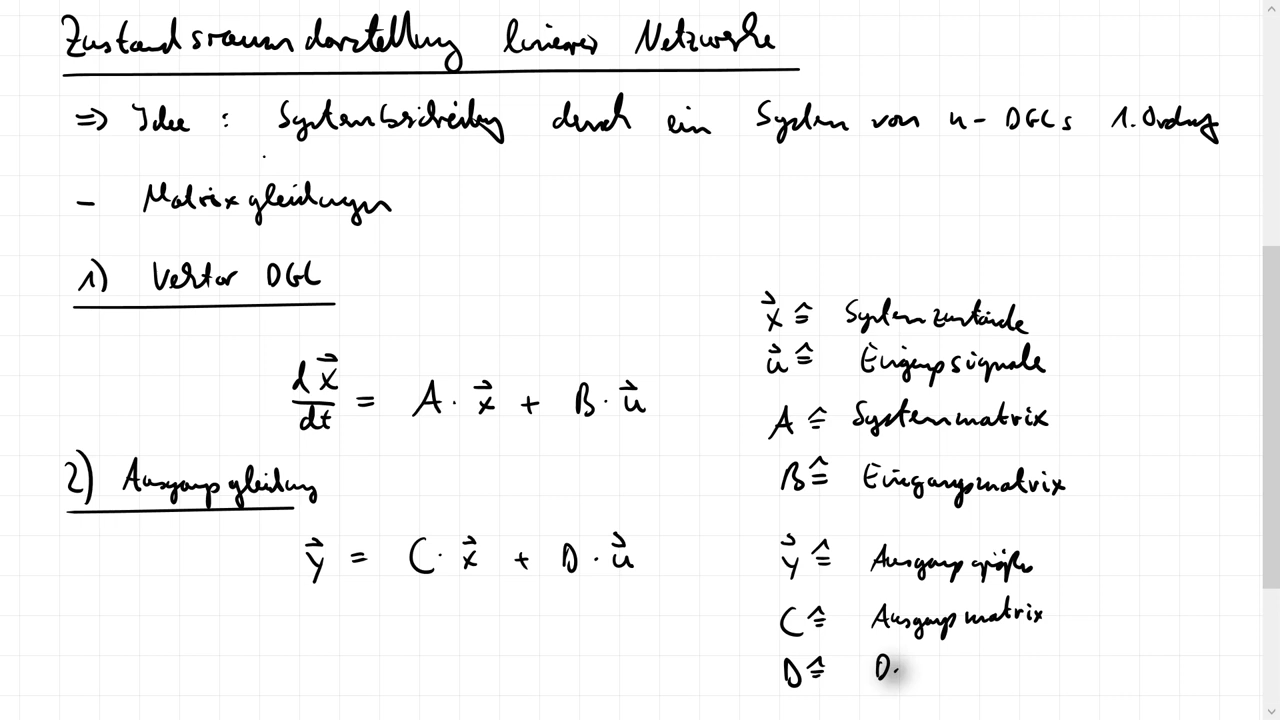 Zustandsraumdarstellung linearer Netzwerke
=> Idee : Systembeschreibung durch ein System von n- DGLs 1. Ordnung
- Matrixgleichungen
1) Vektor DGL
x⃗ ≙ Systemzustände
u⃗ ≙ Eingangssignale
dx⃗/dt = A · x⃗ + B · u⃗
A ≙ Systemmatrix
B ≙ Eingangsmatrix
2) Ausgangsgleichung
y⃗ = C · x⃗ + D · u⃗
y⃗ ≙ Ausgangsgröße
C ≙ Ausgangsmatrix
D ≙ D